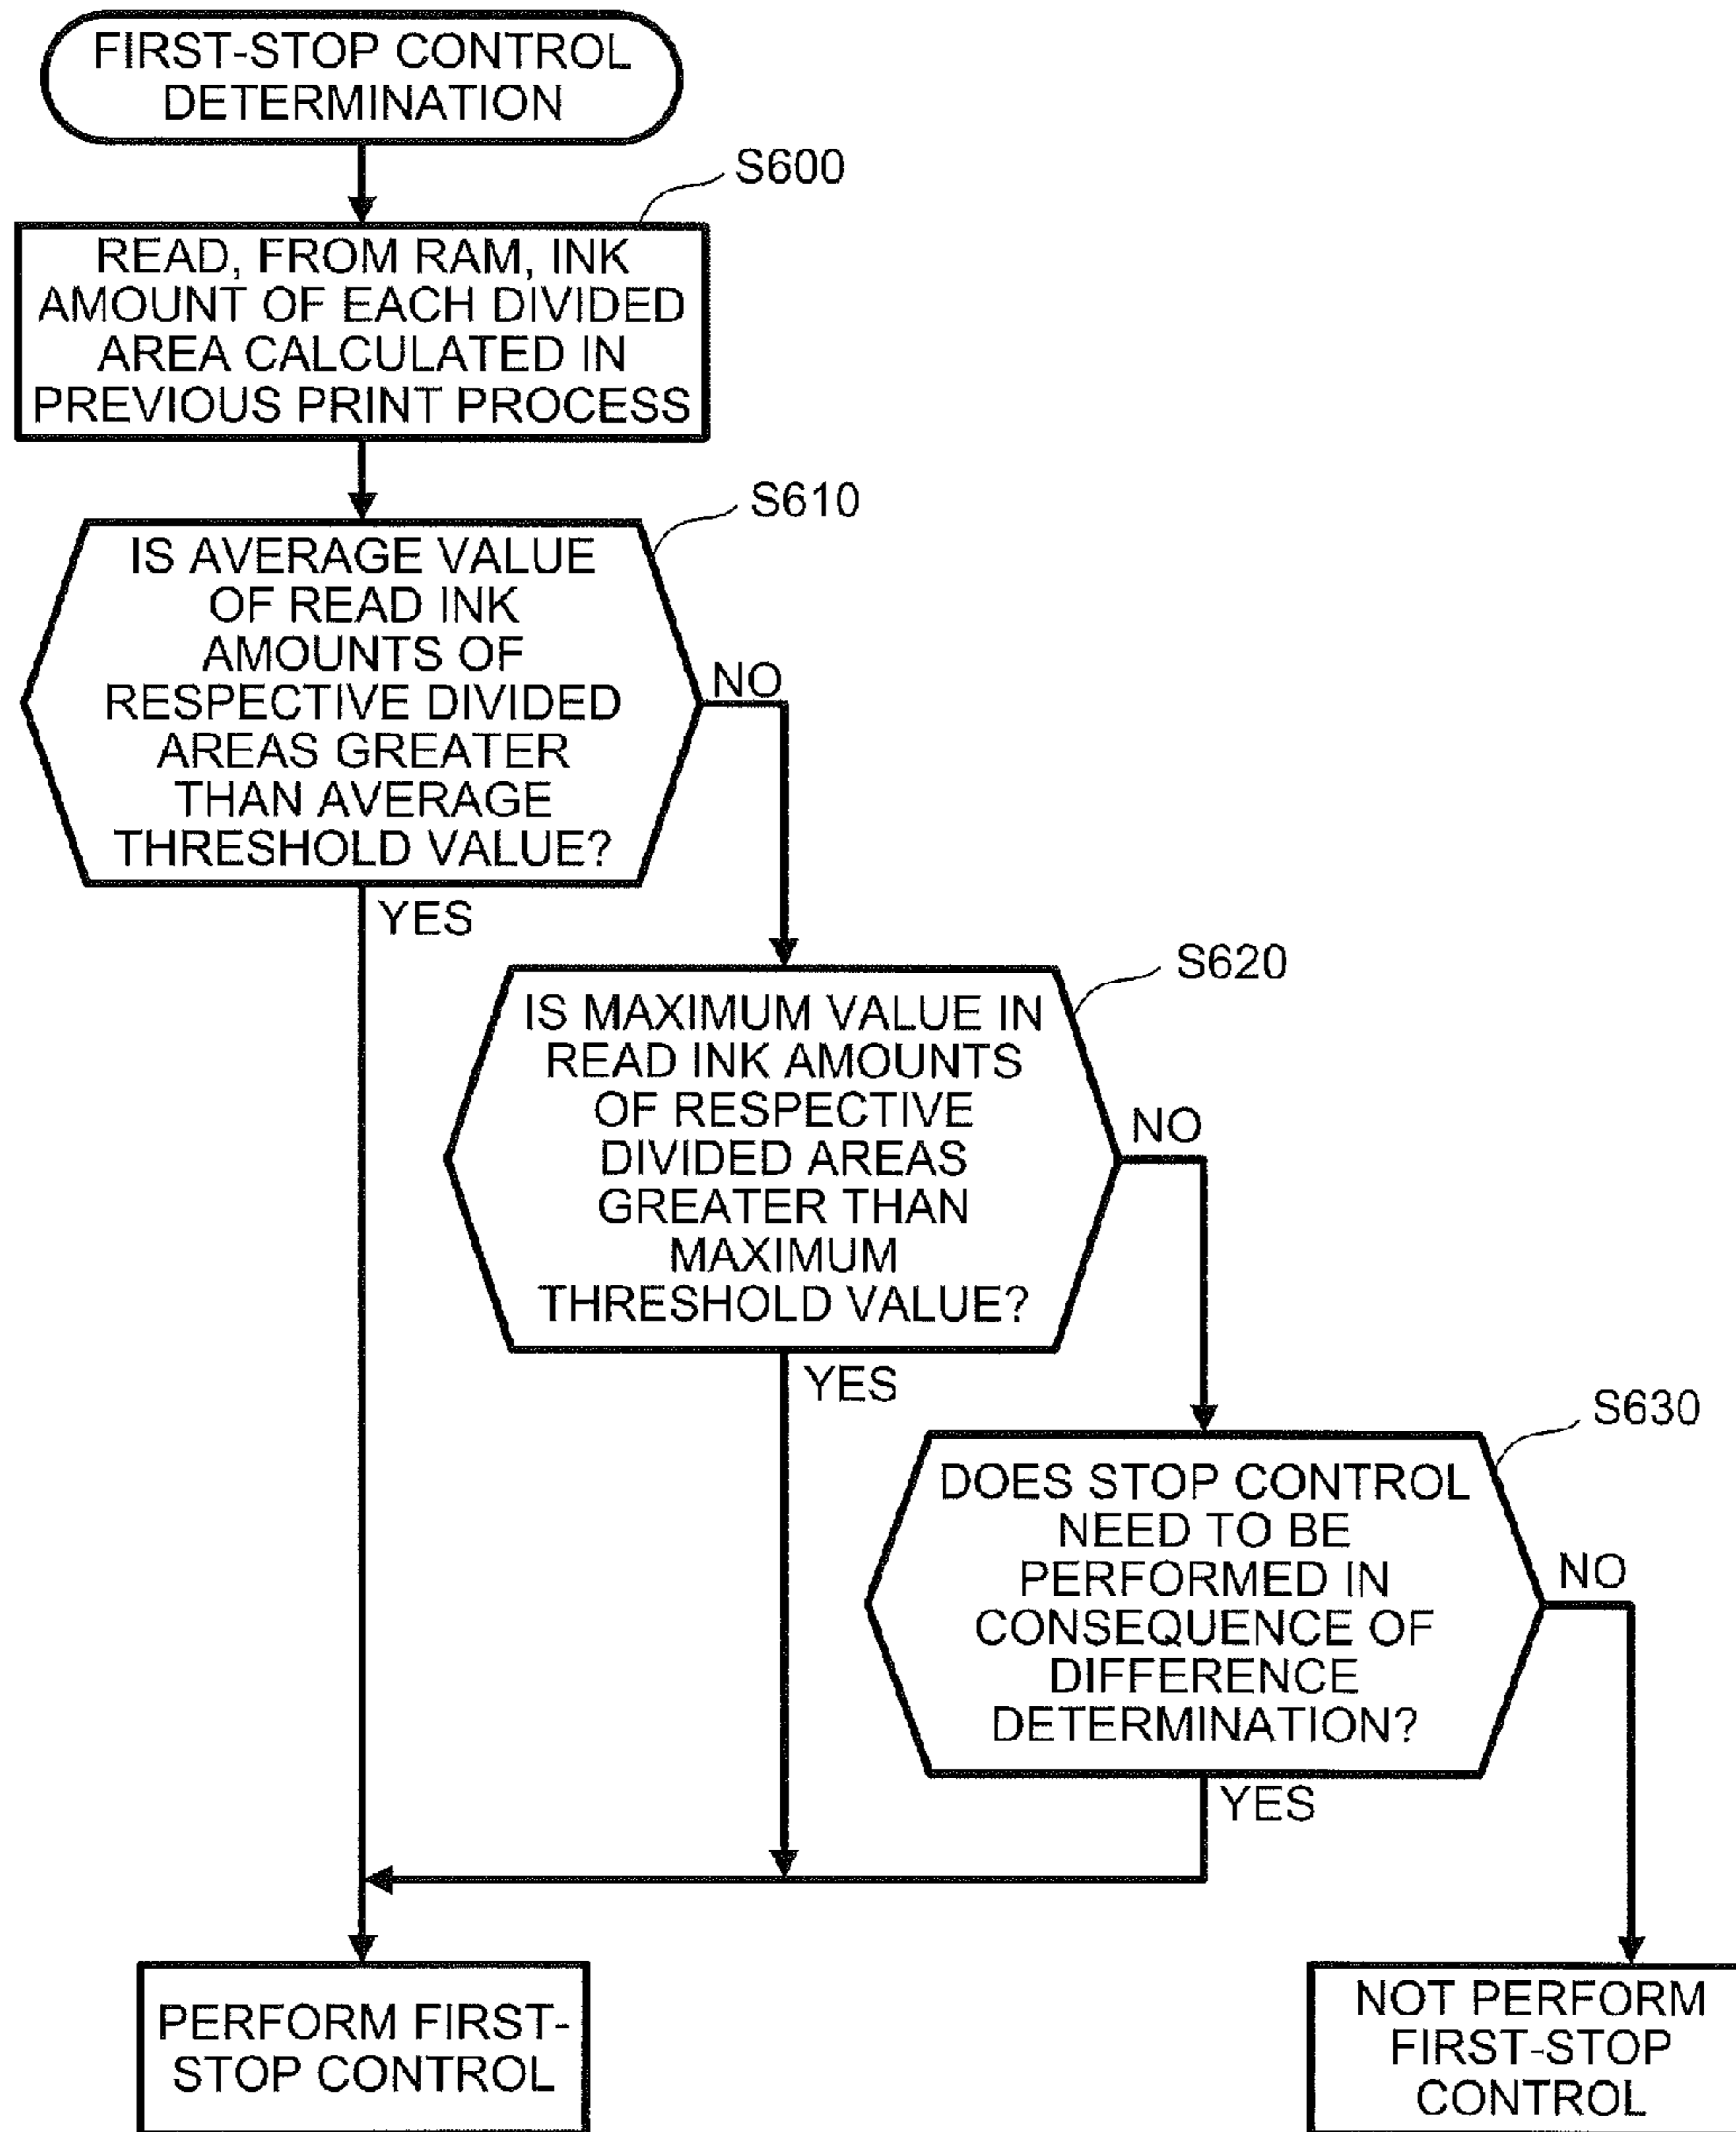 FIRST-STOP CONTROL
DETERMINATION
S600
READ, FROM RAM, INK
AMOUNT OF EACH DIVIDED
AREA CALCULATED IN
PREVIOUS PRINT PROCESS
S610
IS AVERAGE VALUE
OF READ INK
AMOUNTS OF
RESPECTIVE DIVIDED
AREAS GREATER
THAN AVERAGE
THRESHOLD VALUE?
NO
YES
S620
IS MAXIMUM VALUE IN
READ INK AMOUNTS
OF RESPECTIVE
DIVIDED AREAS
GREATER THAN
MAXIMUM
THRESHOLD VALUE?
NO
YES
S630
DOES STOP CONTROL
NEED TO BE
PERFORMED IN
CONSEQUENCE OF
DIFFERENCE
DETERMINATION?
NO
YES
PERFORM FIRST-
STOP CONTROL
NOT PERFORM
FIRST-STOP
CONTROL